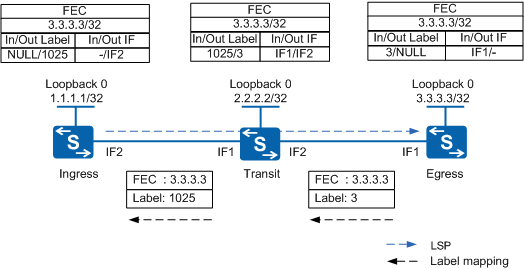 FEC
3.3.3.3/32
In/Out Label In/Out IF
NULL/1025 -/IF2
FEC
3.3.3.3/32
In/Out Label In/Out IF
1025/3 IF1/IF2
FEC
3.3.3.3/32
In/Out Label In/Out IF
3/NULL IF1/-
Loopback 0
1.1.1.1/32
Loopback 0
2.2.2.2/32
Loopback 0
3.3.3.3/32
S
S
S
IF2
IF1
IF2
IF1
Ingress
Transit
Egress
FEC : 3.3.3.3
Label: 1025
FEC : 3.3.3.3
Label: 3
LSP
Label mapping